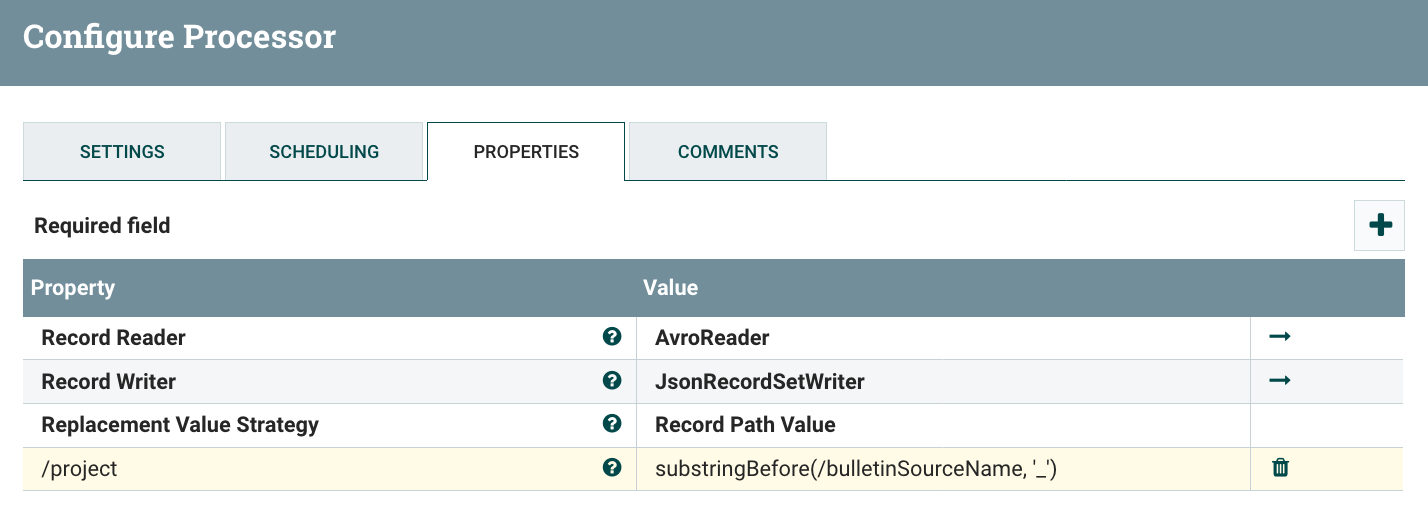 Configure Processor
SETTINGS SCHEDULING PROPERTIES COMMENTS
Required field
Property Value
Record Reader AvroReader
Record Writer JsonRecordSetWriter
Replacement Value Strategy Record Path Value
/project substringBefore(/bulletinSourceName, '_')